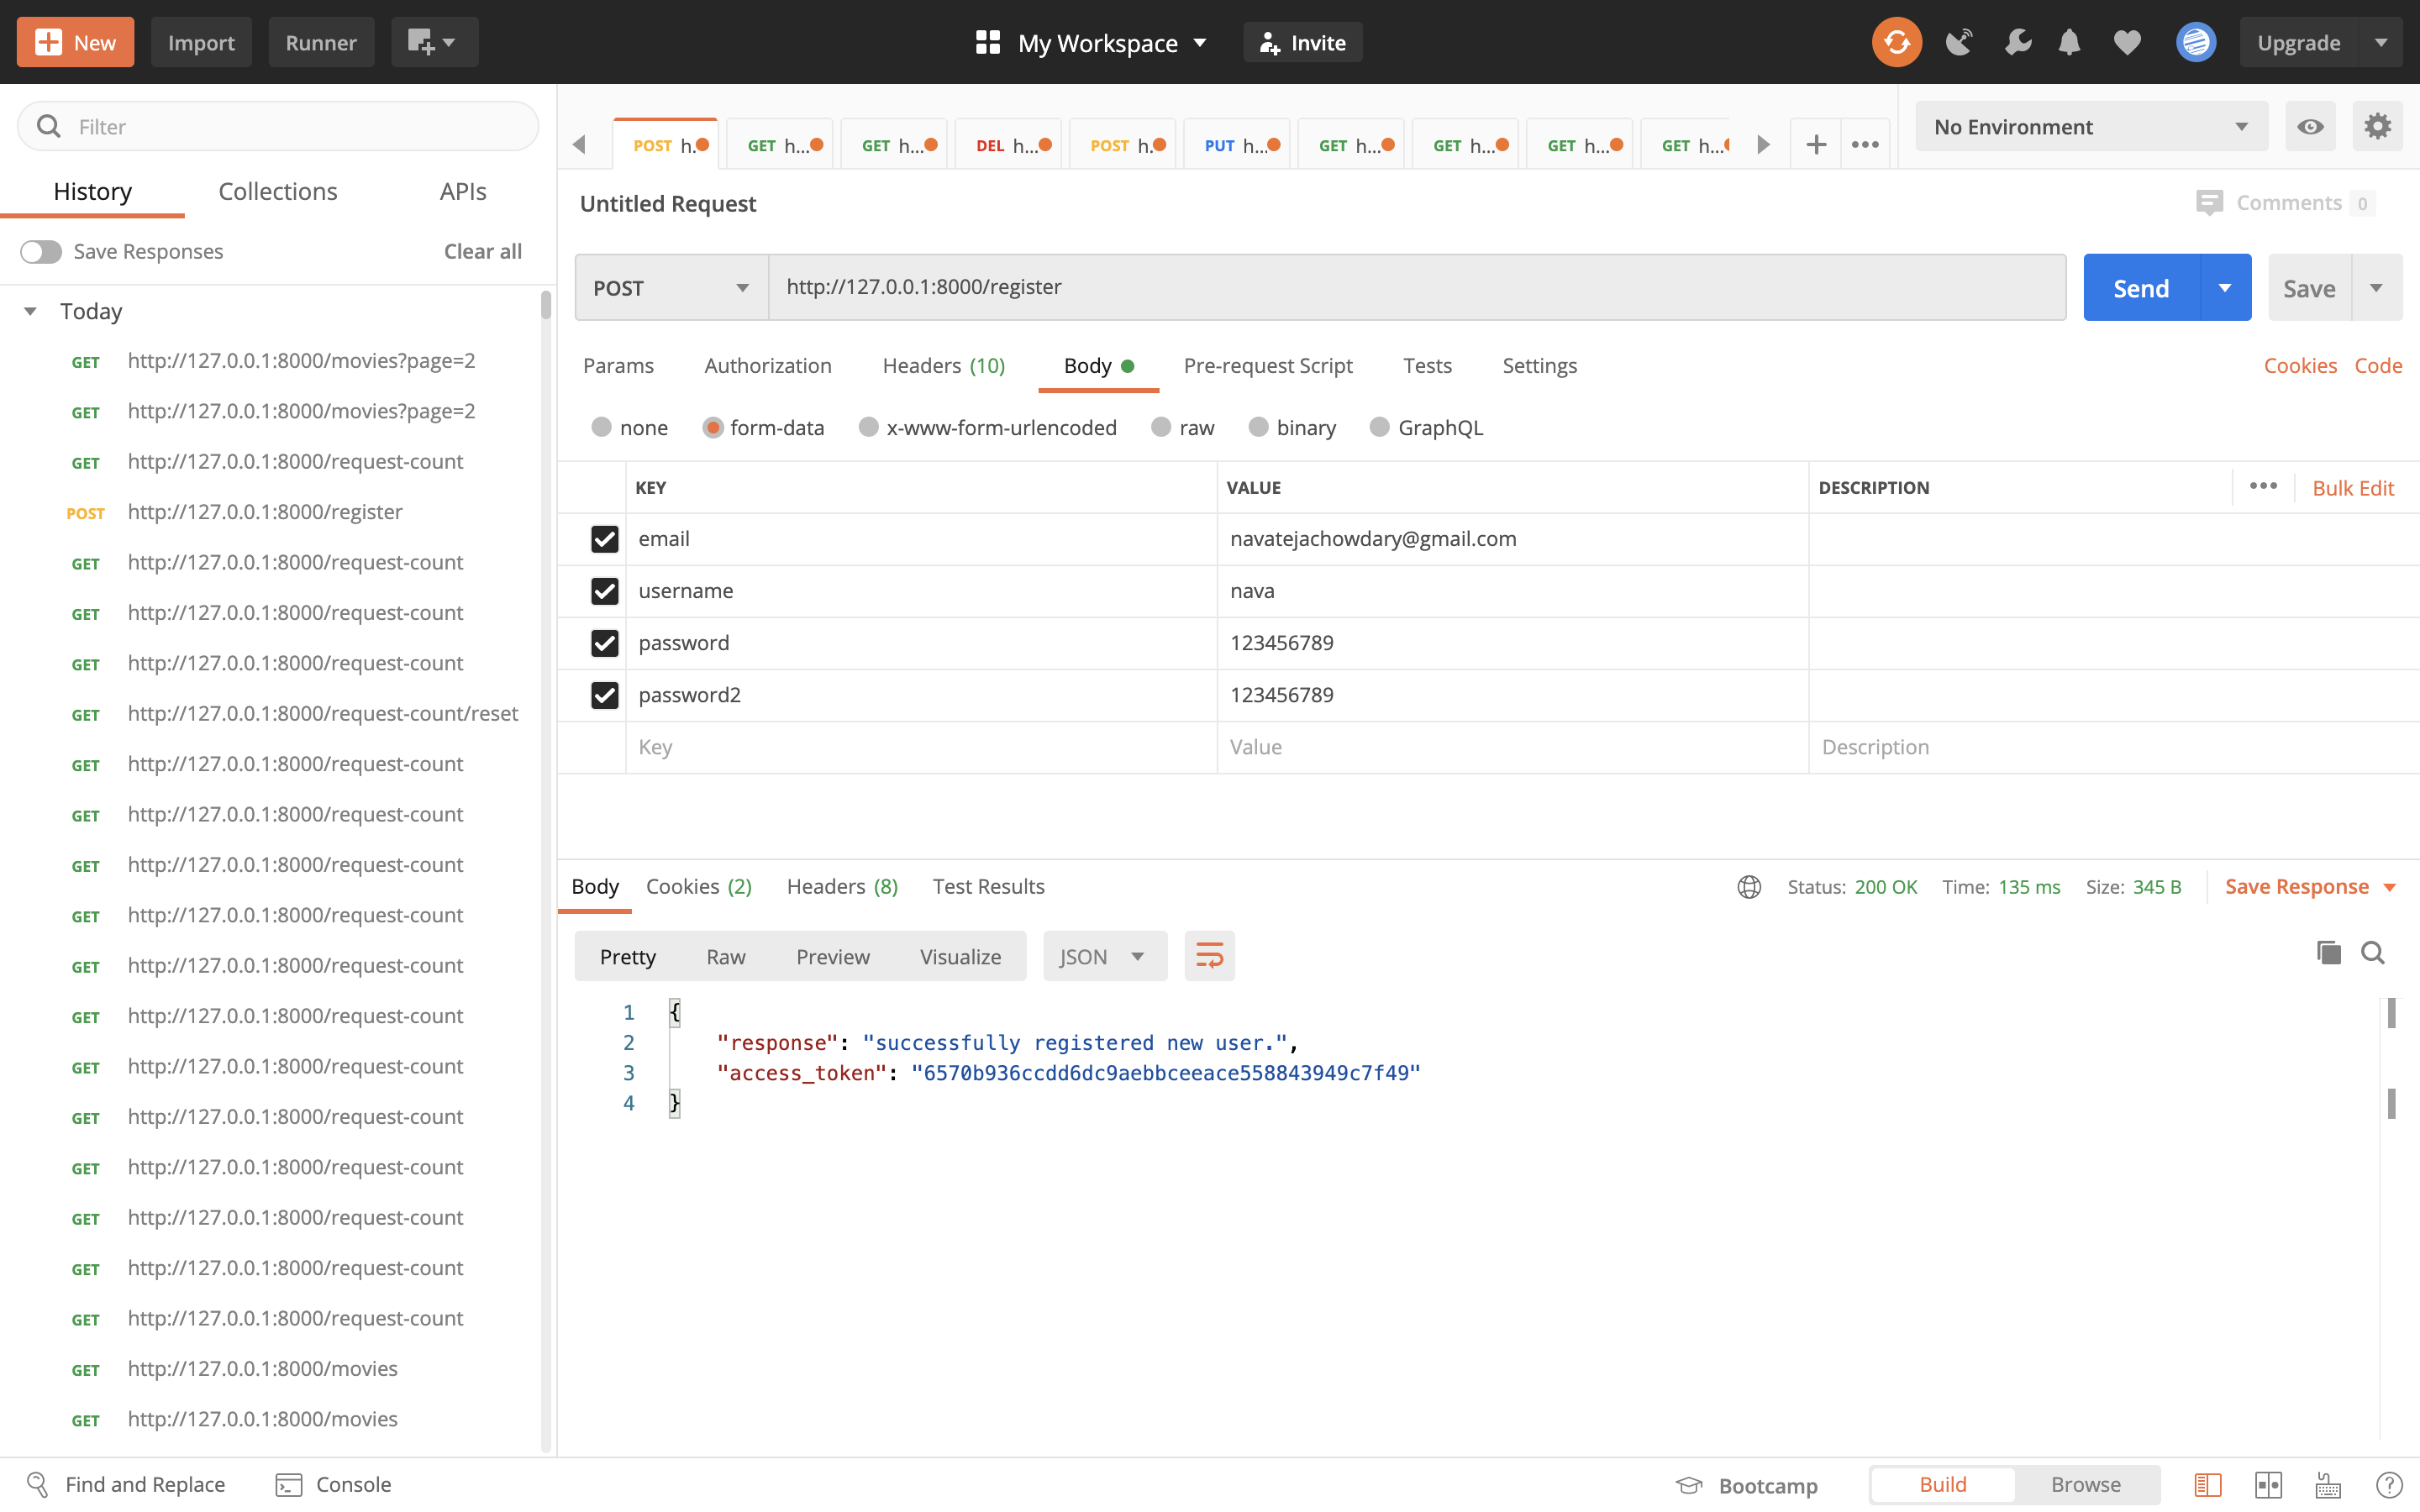 New Import Runner My Workspace Invite Upgrade
Filter
History Collections APIs
Save Responses Clear all
Today
GET http://127.0.0.1:8000/movies?page=2
GET http://127.0.0.1:8000/movies?page=2
GET http://127.0.0.1:8000/request-count
POST http://127.0.0.1:8000/register
GET http://127.0.0.1:8000/request-count
GET http://127.0.0.1:8000/request-count
GET http://127.0.0.1:8000/request-count
GET http://127.0.0.1:8000/request-count/reset
GET http://127.0.0.1:8000/request-count
GET http://127.0.0.1:8000/request-count
GET http://127.0.0.1:8000/request-count
GET http://127.0.0.1:8000/request-count
GET http://127.0.0.1:8000/request-count
GET http://127.0.0.1:8000/request-count
GET http://127.0.0.1:8000/request-count
GET http://127.0.0.1:8000/request-count
GET http://127.0.0.1:8000/request-count
GET http://127.0.0.1:8000/request-count
GET http://127.0.0.1:8000/request-count
GET http://127.0.0.1:8000/request-count
GET http://127.0.0.1:8000/movies
GET http://127.0.0.1:8000/movies
POST h. GET h... GET h... DEL h... POST h. PUT h... GET h... GET h... GET h... GET h...
No Environment
Untitled Request Comments 0
POST http://127.0.0.1:8000/register Send Save
Params Authorization Headers (10) Body Pre-request Script Tests Settings Cookies Code
none form-data x-www-form-urlencoded raw binary GraphQL
KEY VALUE DESCRIPTION Bulk Edit
email navatejachowdary@gmail.com
username nava
password 123456789
password2 123456789
Key Value Description
Body Cookies (2) Headers (8) Test Results Status: 200 OK Time: 135 ms Size: 345 B Save Response
Pretty Raw Preview Visualize JSON
1 {
2 "response": "successfully registered new user.",
3 "access_token": "6570b936ccdd6dc9aebbceeace558843949c7f49"
4 }
Find and Replace Console Bootcamp Build Browse